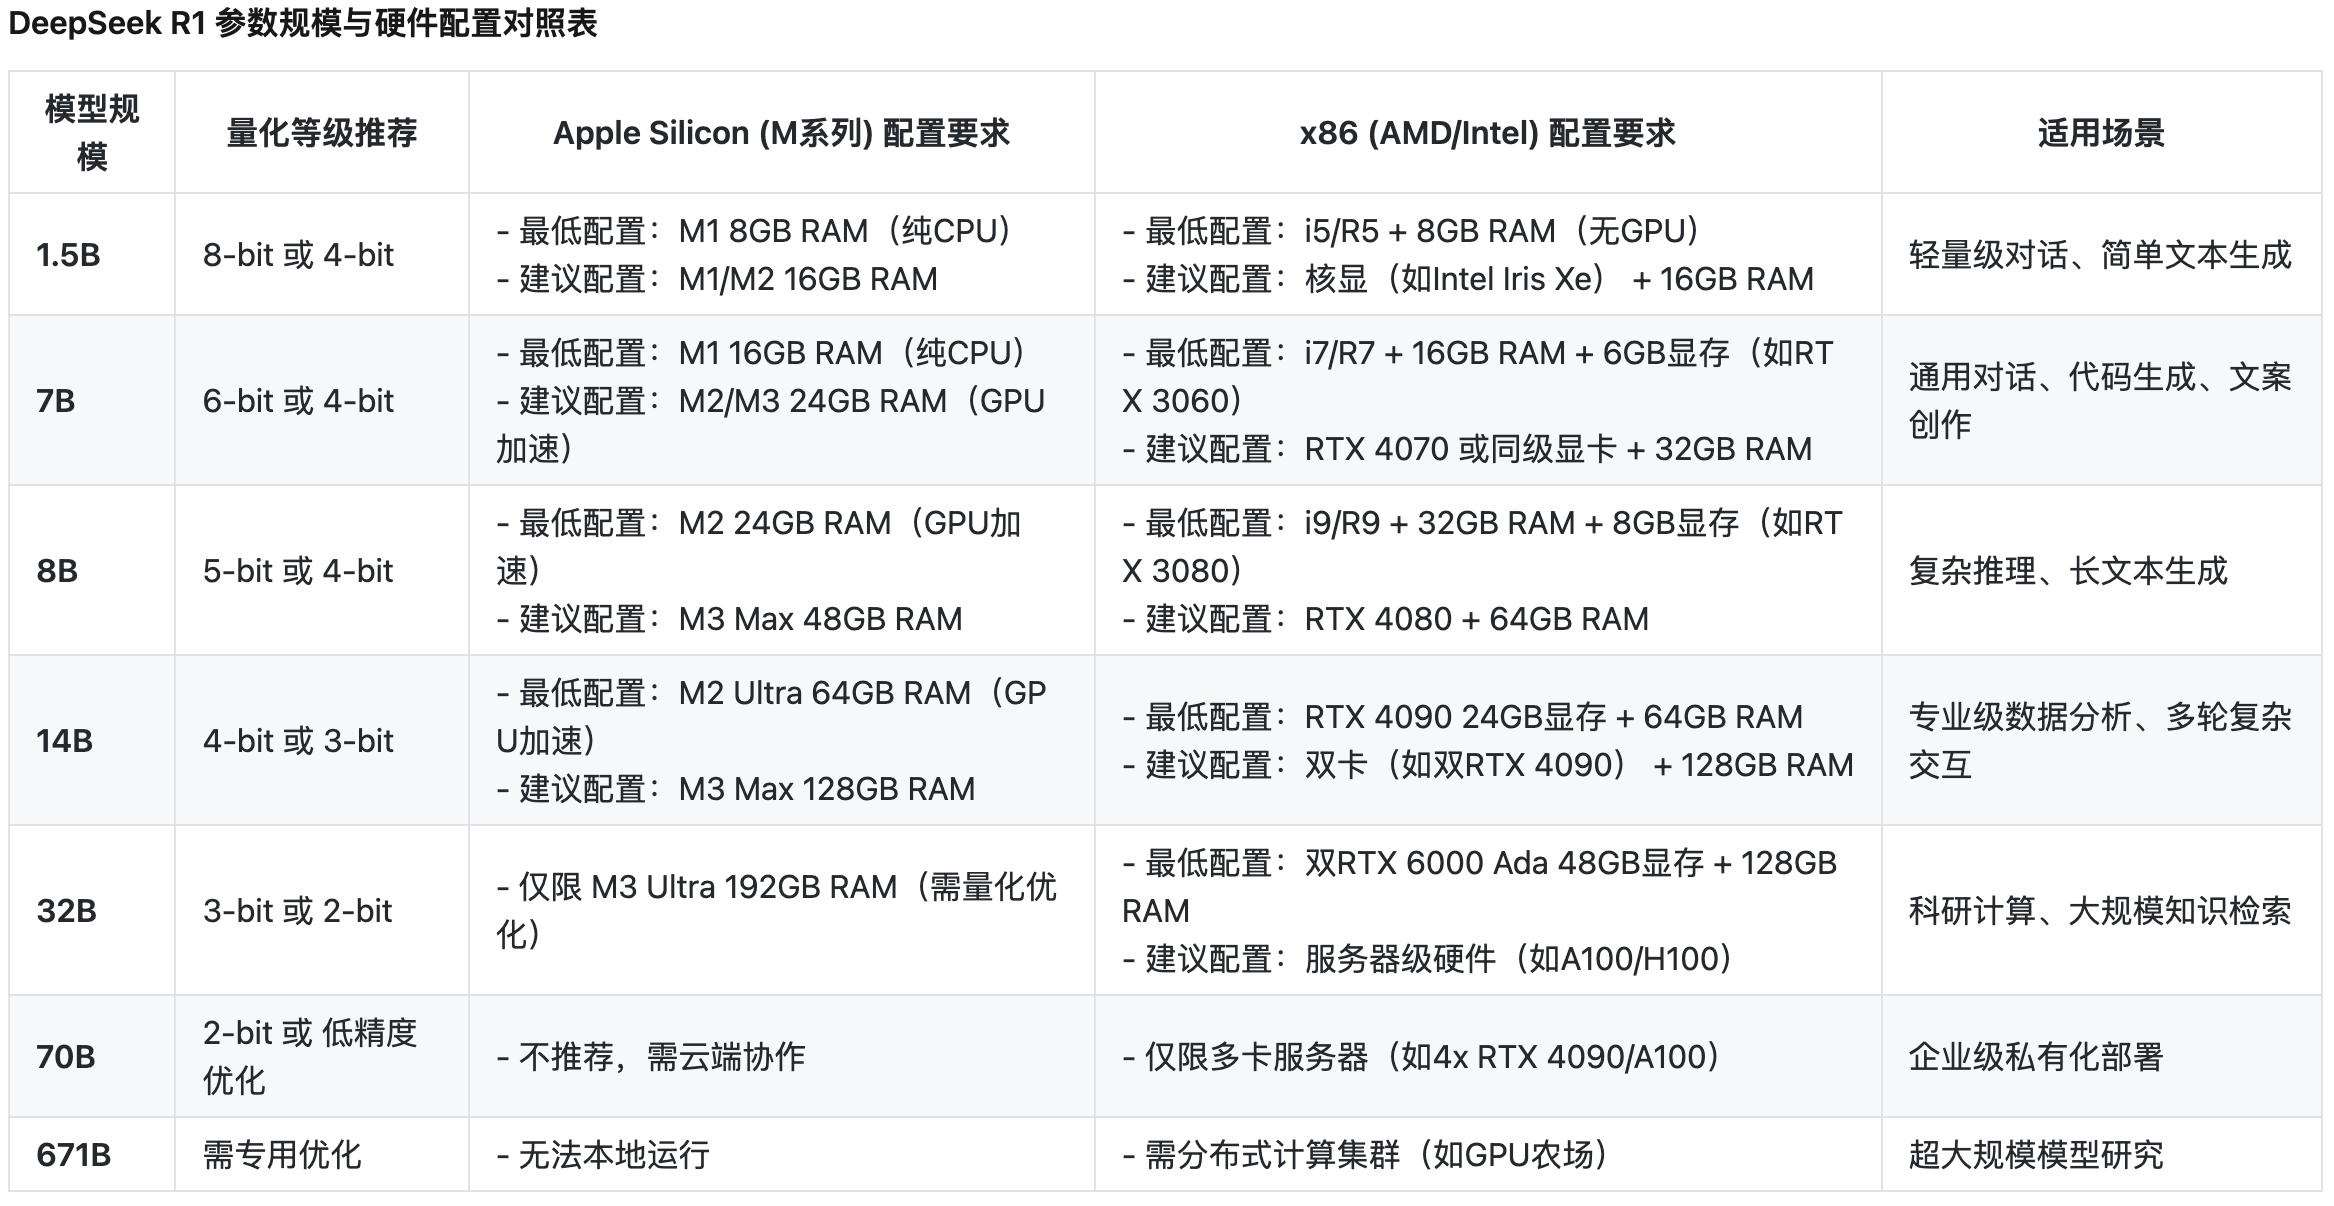 DeepSeek R1 参数规模与硬件配置对照表
模型规
模
量化等级推荐
Apple Silicon (M系列) 配置要求
x86 (AMD/Intel) 配置要求
适用场景
1.5B
8-bit 或 4-bit
- 最低配置：M1 8GB RAM（纯CPU）
- 建议配置：M1/M2 16GB RAM
- 最低配置：i5/R5 + 8GB RAM（无GPU）
- 建议配置：核显（如Intel Iris Xe） + 16GB RAM
轻量级对话、简单文本生成
7B
6-bit 或 4-bit
- 最低配置：M1 16GB RAM（纯CPU）
- 建议配置：M2/M3 24GB RAM（GPU
加速）
- 最低配置：i7/R7 + 16GB RAM + 6GB显存（如RT
X 3060）
- 建议配置：RTX 4070 或同级显卡 + 32GB RAM
通用对话、代码生成、文案
创作
8B
5-bit 或 4-bit
- 最低配置：M2 24GB RAM（GPU加
速）
- 建议配置：M3 Max 48GB RAM
- 最低配置：i9/R9 + 32GB RAM + 8GB显存（如RT
X 3080）
- 建议配置：RTX 4080 + 64GB RAM
复杂推理、长文本生成
14B
4-bit 或 3-bit
- 最低配置：M2 Ultra 64GB RAM（GP
U加速）
- 建议配置：M3 Max 128GB RAM
- 最低配置：RTX 4090 24GB显存 + 64GB RAM
- 建议配置：双卡（如双RTX 4090） + 128GB RAM
专业级数据分析、多轮复杂
交互
32B
3-bit 或 2-bit
- 仅限 M3 Ultra 192GB RAM（需量化优
化）
- 最低配置：双RTX 6000 Ada 48GB显存 + 128GB
RAM
- 建议配置：服务器级硬件（如A100/H100）
科研计算、大规模知识检索
70B
2-bit 或 低精度
优化
- 不推荐，需云端协作
- 仅限多卡服务器（如4x RTX 4090/A100）
企业级私有化部署
671B
需专用优化
- 无法本地运行
- 需分布式计算集群（如GPU农场）
超大规模模型研究